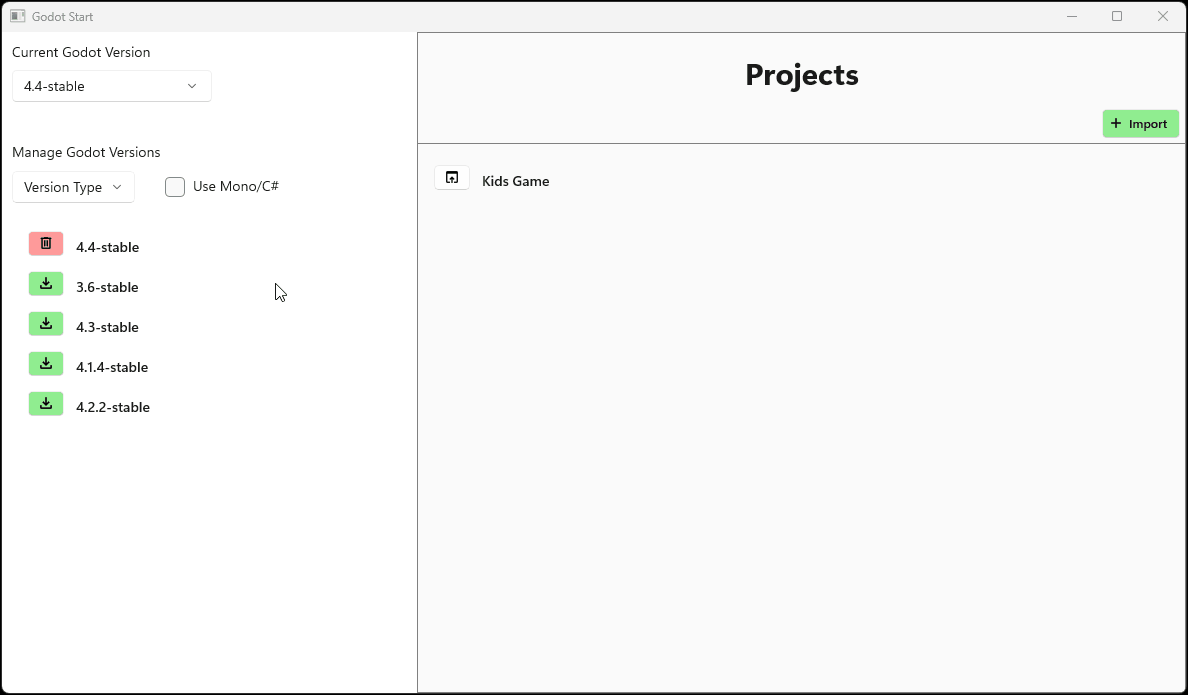 Godot Start
Current Godot Version
4.4-stable
Manage Godot Versions
Version Type
Use Mono/C#
4.4-stable
3.6-stable
4.3-stable
4.1.4-stable
4.2.2-stable
Projects
+ Import
Kids Game